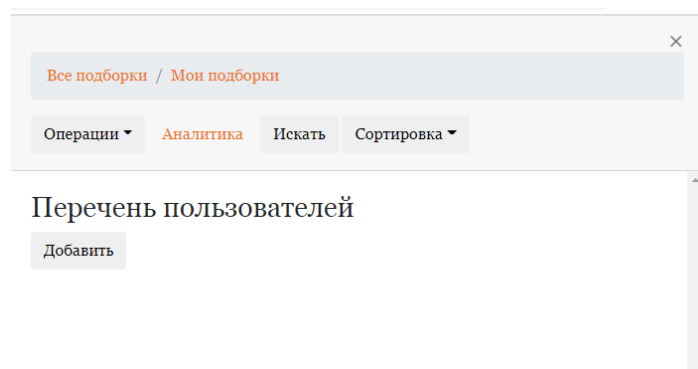 ×
Все подборки / Мои подборки
Операции Аналитика Искать Сортировка
Перечень пользователей
Добавить